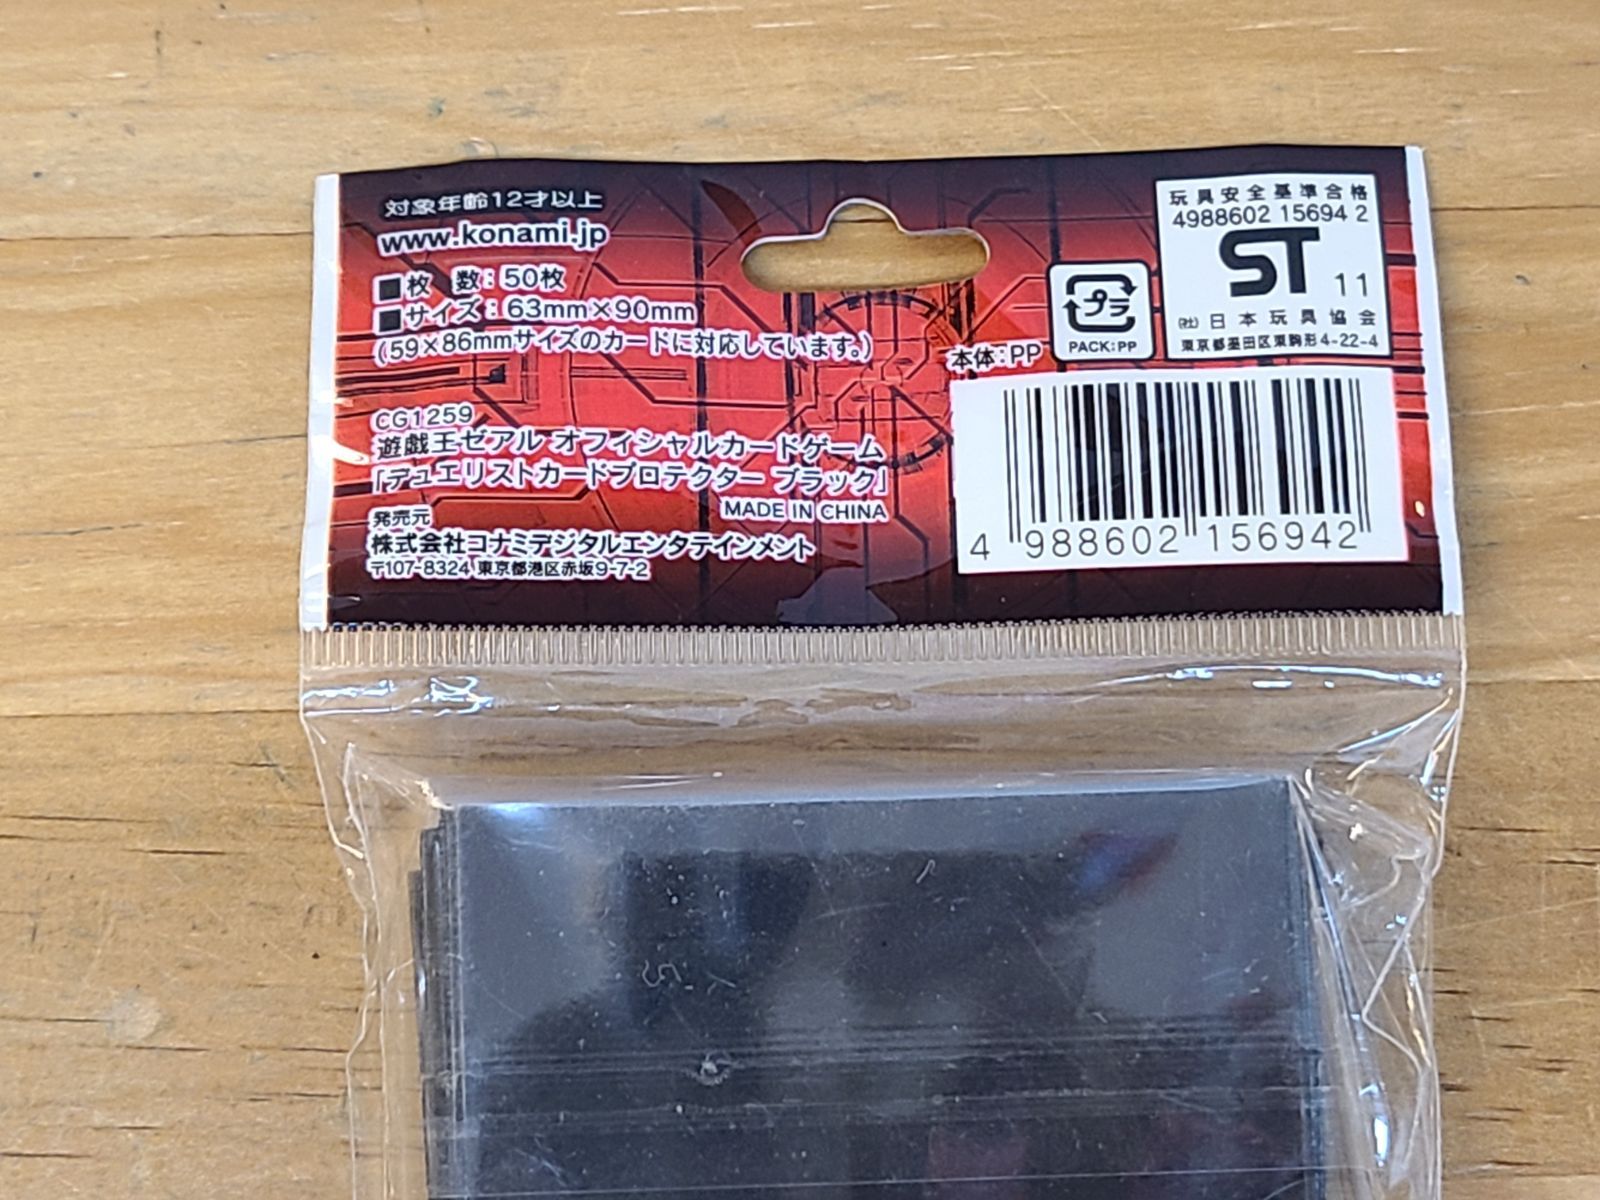 対象年齢12才以上
www.konami.jp
■枚 数:50枚
■サイズ:63mm×90mm
(59×86mmサイズのカードに対応しています。)
CG1259
遊戯王ゼアル オフィシャルカードゲーム
「デュエリストカードプロテクター ブラック」
MADE IN CHINA
発売元
株式会社コナミデジタルエンタテインメント
〒107-8324 東京都港区赤坂9-7-2
プラ
PACK:PP
本体:PP
玩具安全基準合格
4988602 15694 2
ST 11
(社)日本玩具協会
東京都墨田区東駒形4-22-4
4 988602 156942